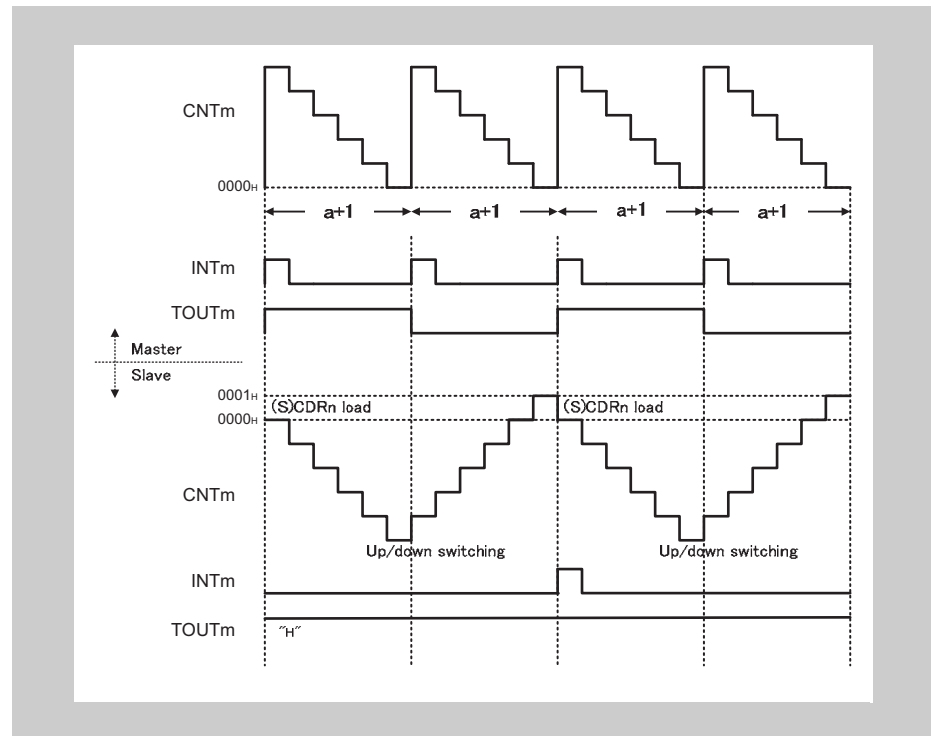 CNTm
0000H
a+1 a+1 a+1 a+1
INTm
TOUTm
Master
Slave
0001H
(S)CDRn load (S)CDRn load
0000H
CNTm
Up/down switching Up/down switching
INTm
TOUTm "H"